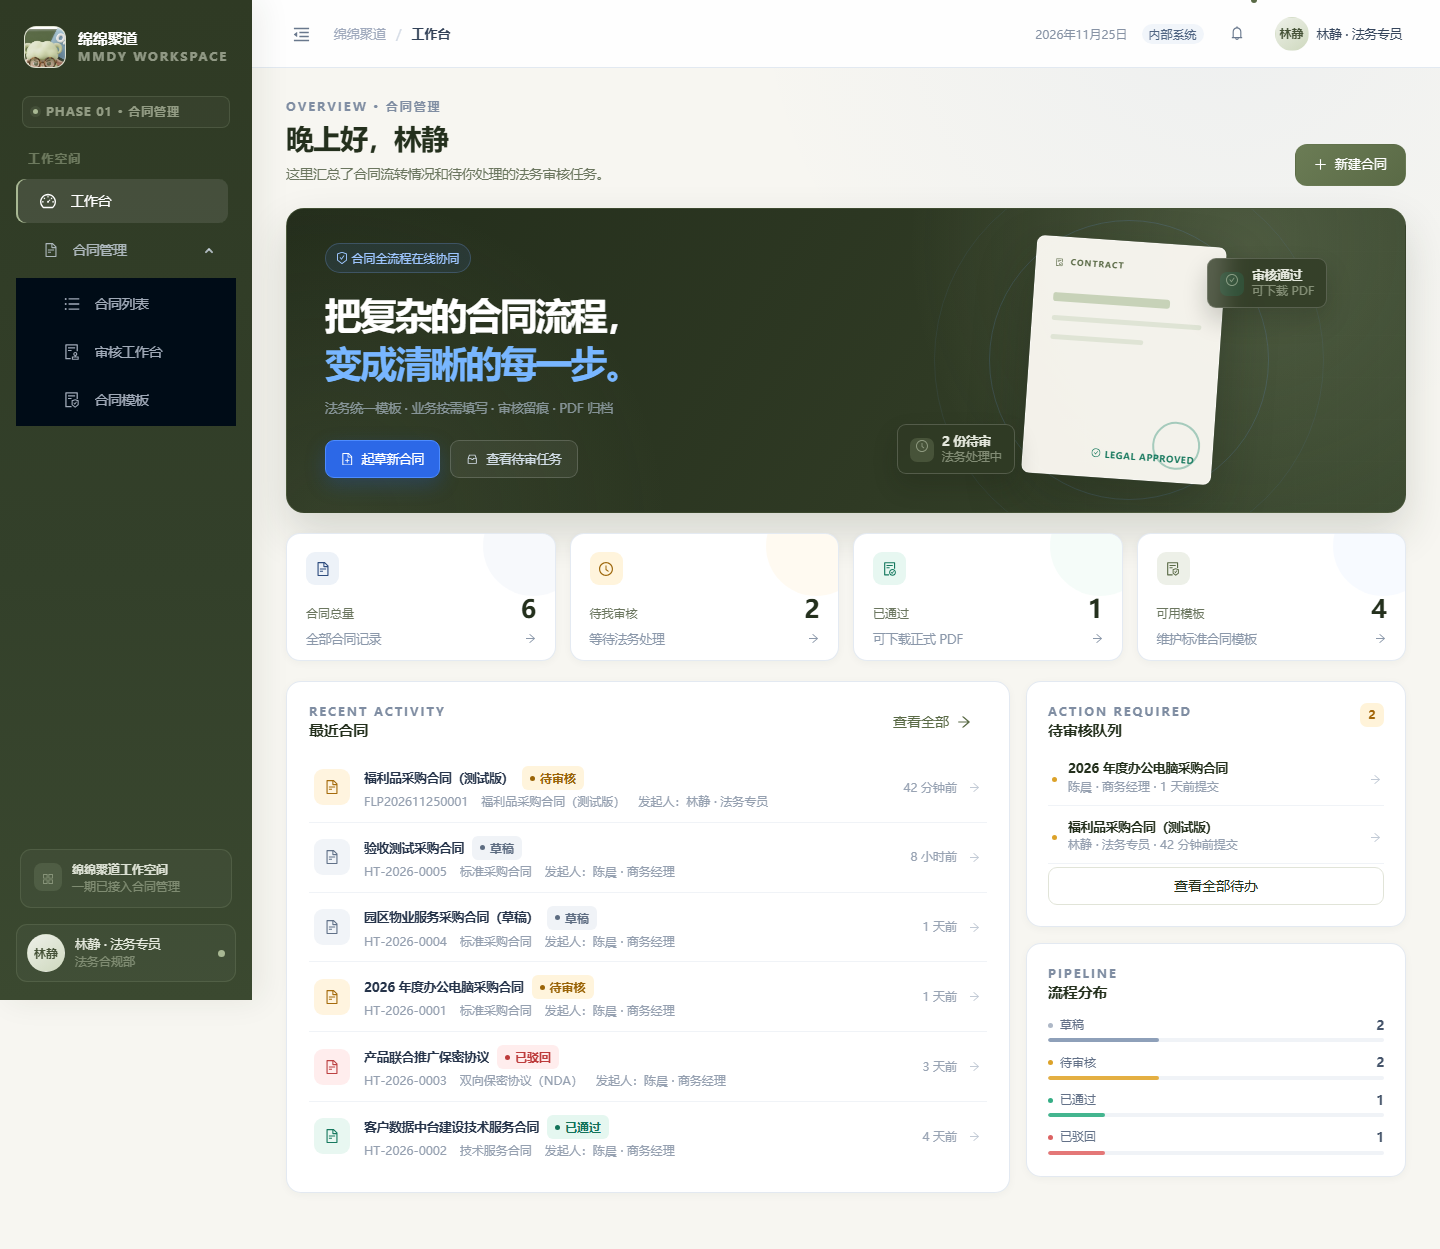 绵绵聚道
MMDY WORKSPACE
PHASE 01 • 合同管理
工作空间
工作台
合同管理
合同列表
审核工作台
合同模板
绵绵聚道工作空间
一期已接入合同管理
林静
林静 · 法务专员
法务合规部
绵绵聚道 / 工作台
2026年11月25日
内部系统
林静
林静 · 法务专员
OVERVIEW • 合同管理
晚上好，林静
这里汇总了合同流转情况和待你处理的法务审核任务。
新建合同
合同全流程在线协同
把复杂的合同流程，
变成清晰的每一步。
法务统一模板 · 业务按需填写 · 审核留痕 · PDF 归档
起草新合同
查看待审任务
CONTRACT
审核通过
可下载 PDF
2 份待审
法务处理中
LEGAL APPROVED
合同总量
6
全部合同记录
待我审核
2
等待法务处理
已通过
1
可下载正式 PDF
可用模板
4
维护标准合同模板
RECENT ACTIVITY
最近合同
查看全部
福利品采购合同（测试版） 待审核
FLP202611250001 福利品采购合同（测试版） 发起人：林静 · 法务专员
42 分钟前
验收测试采购合同 草稿
HT-2026-0005 标准采购合同 发起人：陈晨 · 商务经理
8 小时前
园区物业服务采购合同（草稿） 草稿
HT-2026-0004 标准采购合同 发起人：陈晨 · 商务经理
1 天前
2026 年度办公电脑采购合同 待审核
HT-2026-0001 标准采购合同 发起人：陈晨 · 商务经理
1 天前
产品联合推广保密协议 已驳回
HT-2026-0003 双向保密协议（NDA） 发起人：陈晨 · 商务经理
3 天前
客户数据中台建设技术服务合同 已通过
HT-2026-0002 技术服务合同 发起人：陈晨 · 商务经理
4 天前
ACTION REQUIRED
待审核队列
2
2026 年度办公电脑采购合同
陈晨 · 商务经理 · 1 天前提交
福利品采购合同（测试版）
林静 · 法务专员 · 42 分钟前提交
查看全部待办
PIPELINE
流程分布
草稿 2
待审核 2
已通过 1
已驳回 1